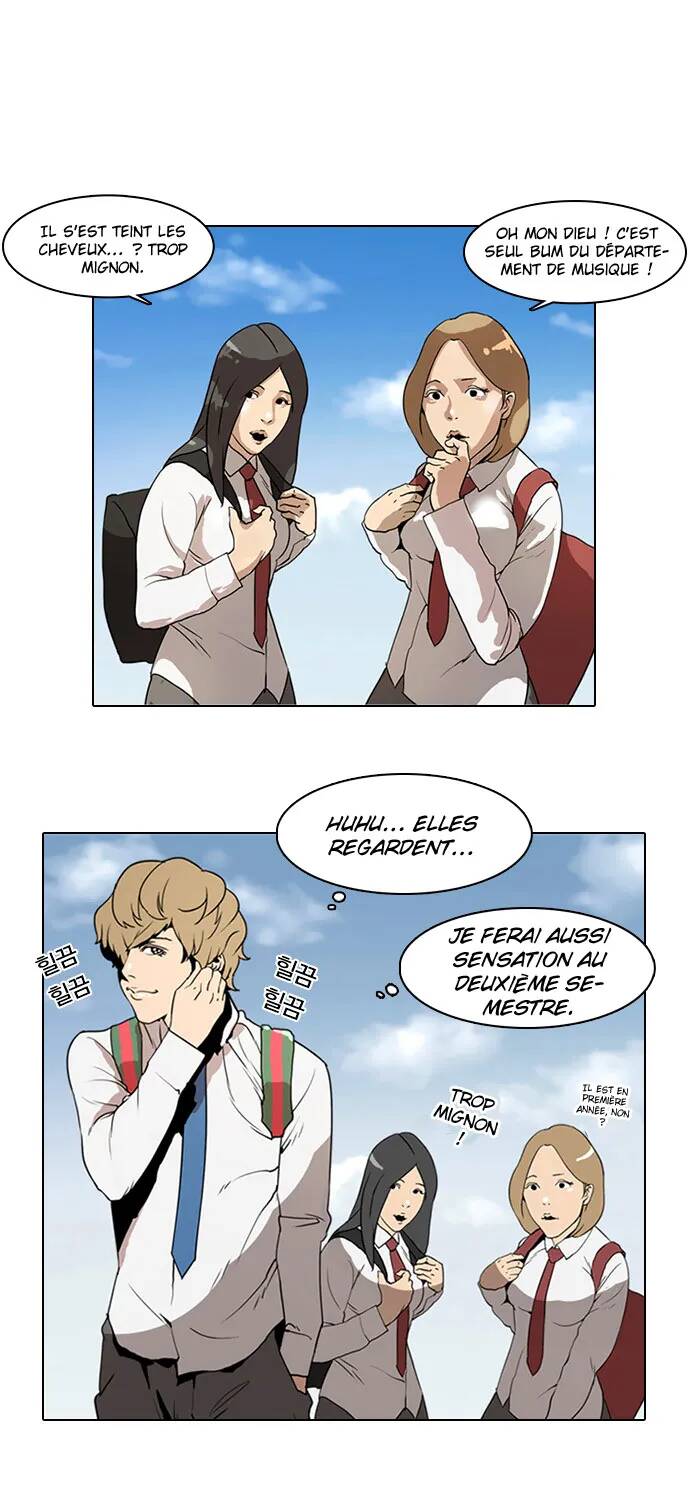 IL S'EST TEINT LES
CHEVEUX... ? TROP
MIGNON.
OH MON DIEU ! C'EST
SEUL BUM DU DÉPARTE-
MENT DE MUSIQUE !
HUHU... ELLES
REGARDENT...
JE FERAI AUSSI
SENSATION AU
DEUXIÈME SE-
MESTRE.
힐끔
힐끔
힐끔
힐끔
TROP
MIGNON
!
IL EST EN
PREMIÈRE
ANNÉE, NON
?